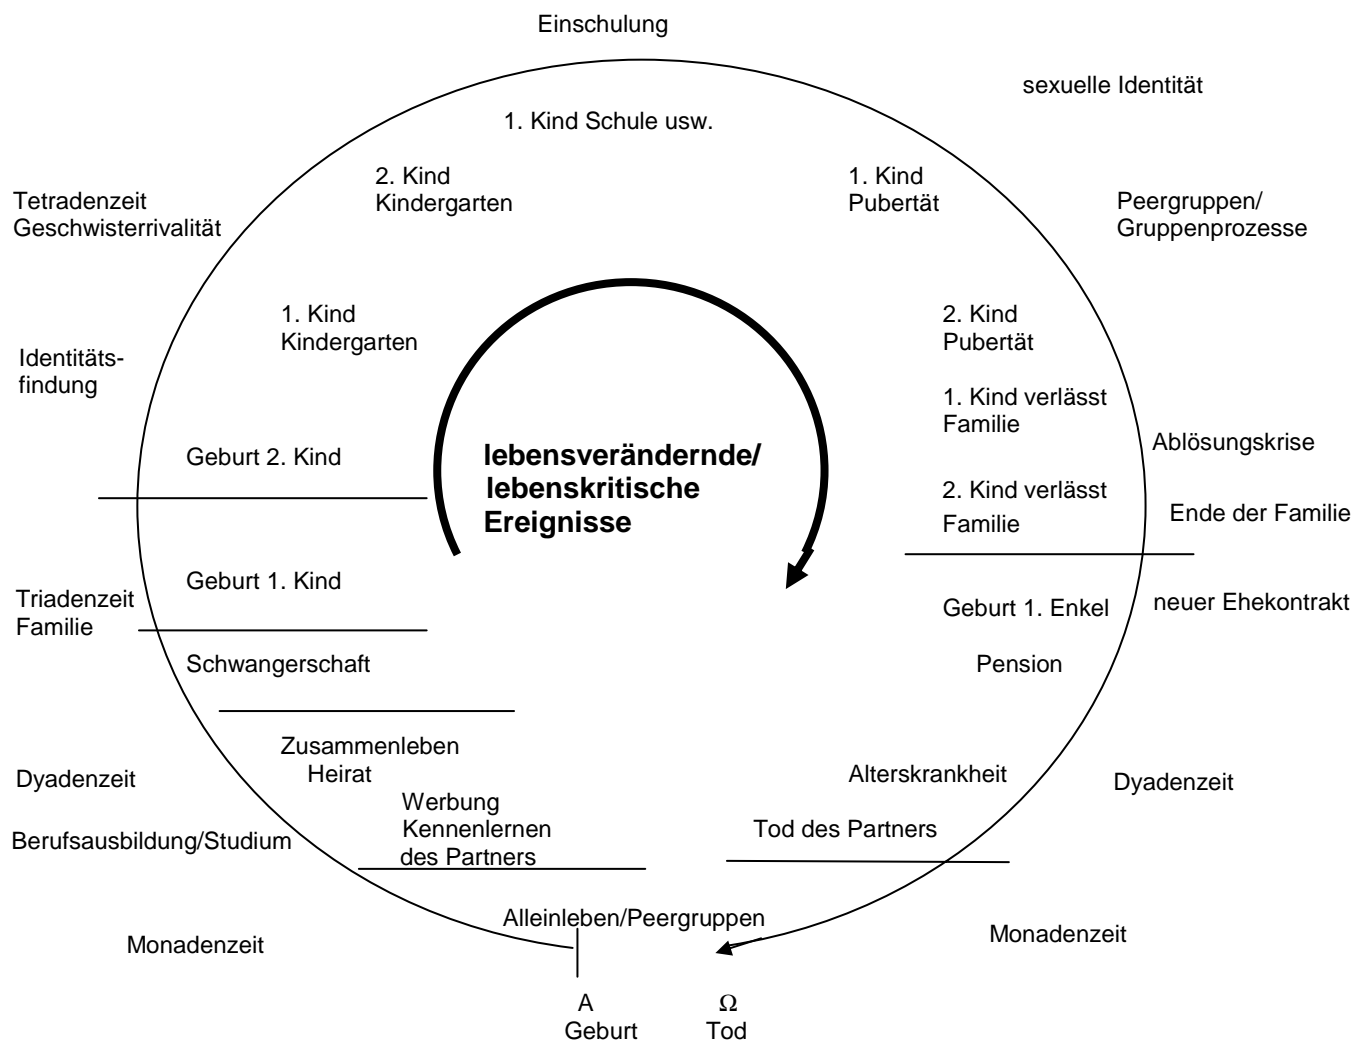 Einschulung
sexuelle Identität
1. Kind Schule usw.
2. Kind
Kindergarten
1. Kind
Pubertät
Tetradenzeit
Geschwisterrivalität
Peergruppen/
Gruppenprozesse
1. Kind
Kindergarten
2. Kind
Pubertät
Identitäts-
findung
1. Kind verlässt
Familie
Ablösungskrise
Geburt 2. Kind
lebensverändernde/
lebenskritische
Ereignisse
2. Kind verlässt
Familie
Ende der Familie
Geburt 1. Kind
Triadenzeit
Familie
Geburt 1. Enkel
neuer Ehekontrakt
Schwangerschaft
Pension
Zusammenleben
Heirat
Dyadenzeit
Alterskrankheit
Dyadenzeit
Werbung
Kennenlernen
des Partners
Berufsausbildung/Studium
Tod des Partners
Alleinleben/Peergruppen
Monadenzeit
Monadenzeit
A
Geburt
Ω
Tod